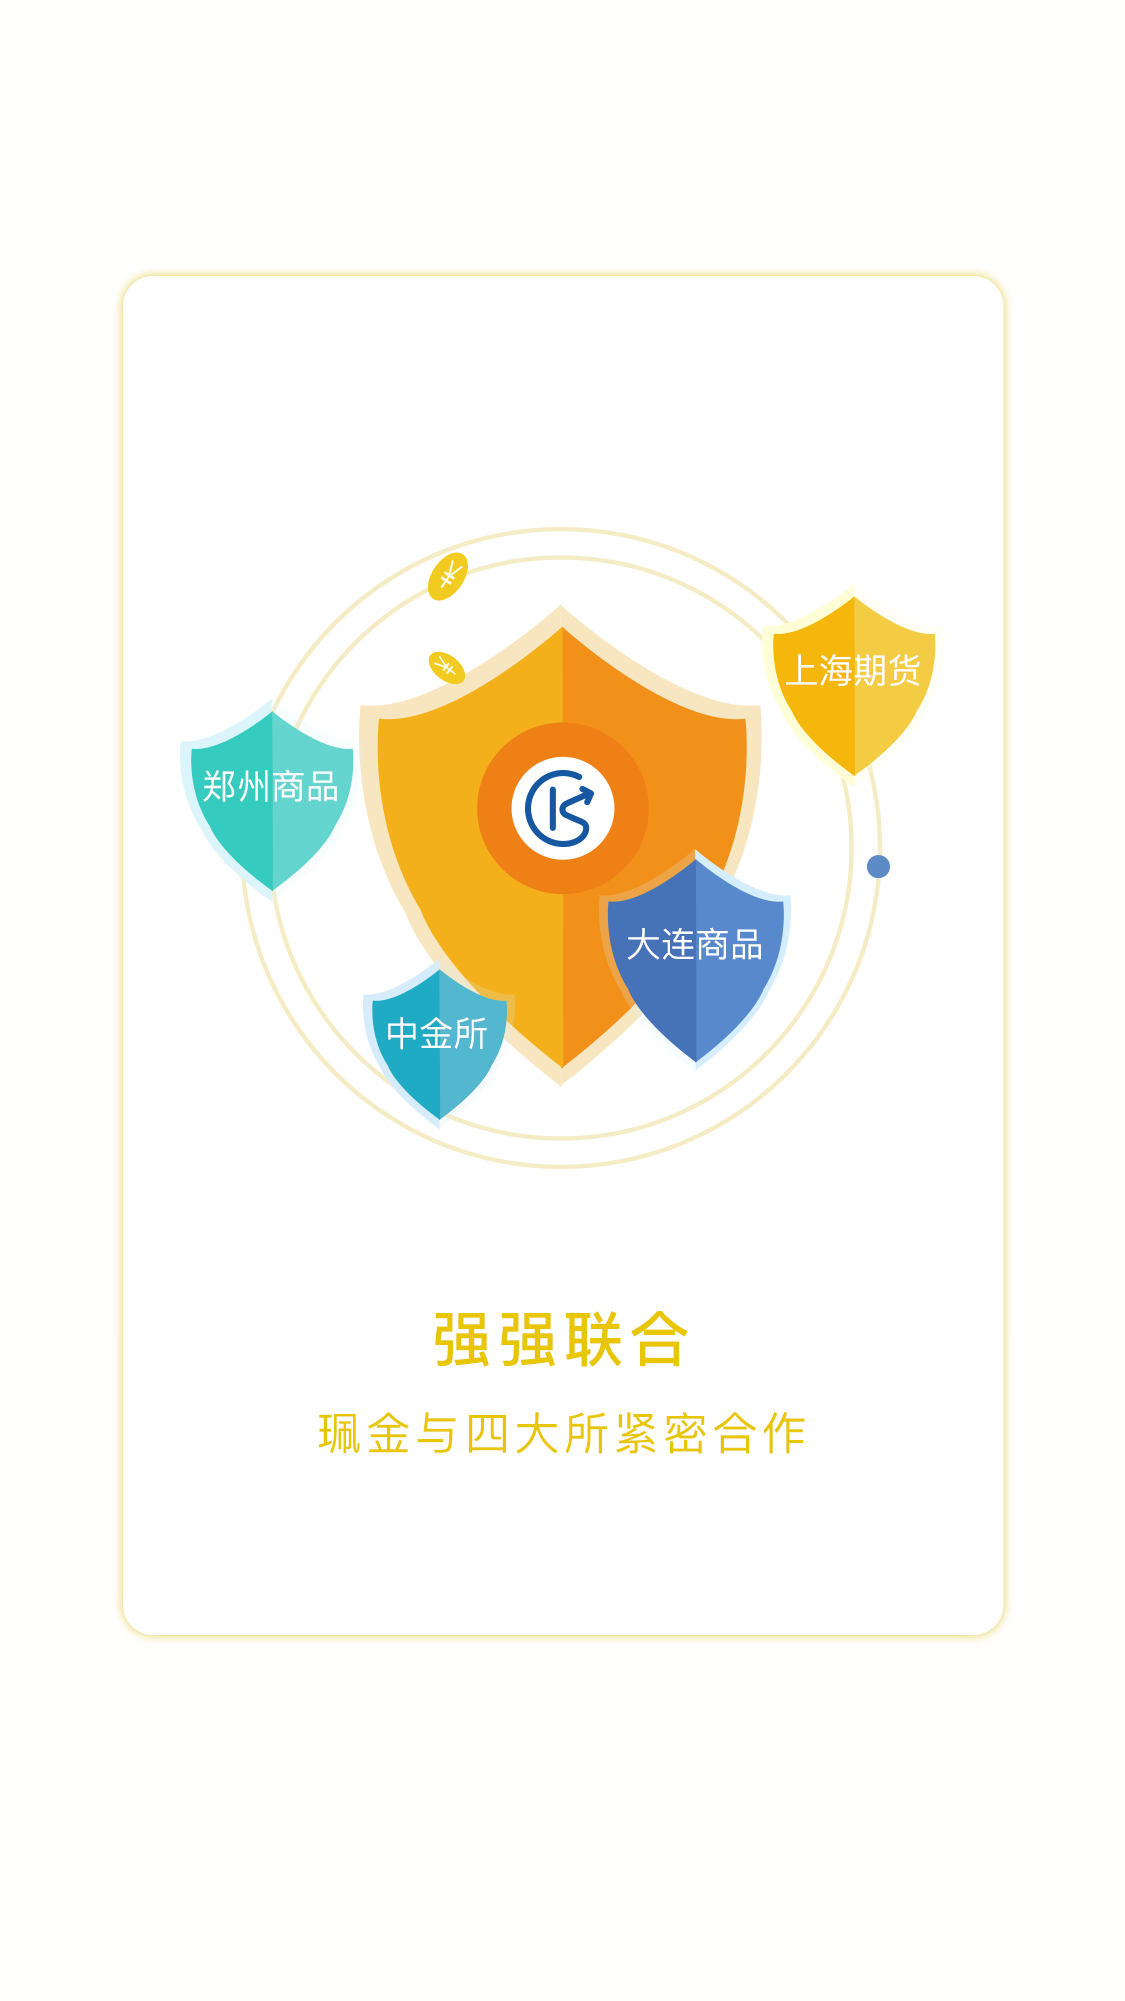 上海期货
郑州商品
大连商品
中金所
强强联合
珮金与四大所紧密合作